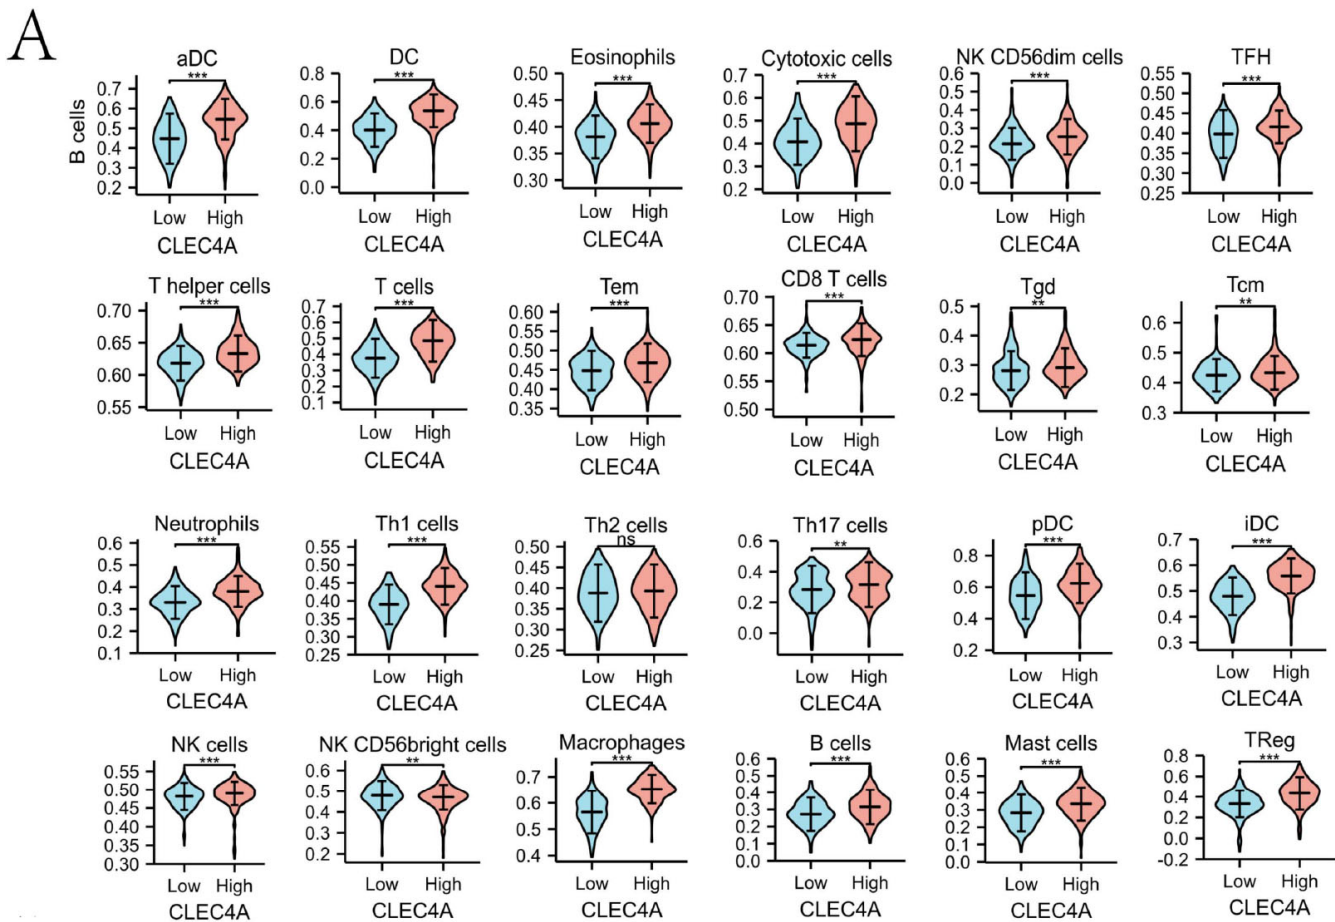 A
aDC
DC
Eosinophils
Cytotoxic cells
NK CD56dim cells
TFH
*** *** *** *** *** ***
B cells
0.7 0.6 0.5 0.4 0.3 0.2
0.8 0.6 0.4 0.2 0.0
0.50 0.45 0.40 0.35 0.30
0.7 0.6 0.5 0.4 0.3 0.2
0.6 0.5 0.4 0.3 0.2 0.1 0.0
0.55 0.50 0.45 0.40 0.35 0.30 0.25
Low High Low High Low High Low High Low High Low High
CLEC4A CLEC4A CLEC4A CLEC4A CLEC4A CLEC4A
T helper cells
T cells
Tem
CD8 T cells
Tgd
Tcm
*** *** *** *** ** **
0.70 0.65 0.60 0.55
0.7 0.6 0.5 0.4 0.3 0.2 0.1
0.60 0.55 0.50 0.45 0.40 0.35
0.70 0.65 0.60 0.55 0.50
0.5 0.4 0.3 0.2
0.6 0.5 0.4 0.3
Low High Low High Low High Low High Low High Low High
CLEC4A CLEC4A CLEC4A CLEC4A CLEC4A CLEC4A
Neutrophils
Th1 cells
Th2 cells
Th17 cells
pDC
iDC
*** *** ns ** *** ***
0.6 0.5 0.4 0.3 0.2 0.1
0.55 0.50 0.45 0.40 0.35 0.30 0.25
0.50 0.45 0.40 0.35 0.30 0.25
0.6 0.4 0.2 0.0
0.8 0.6 0.4 0.2
0.7 0.6 0.5 0.4 0.3
Low High Low High Low High Low High Low High Low High
CLEC4A CLEC4A CLEC4A CLEC4A CLEC4A CLEC4A
NK cells
NK CD56bright cells
Macrophages
B cells
Mast cells
TReg
*** ** *** *** *** ***
0.55 0.50 0.45 0.40 0.35 0.30
0.6 0.5 0.4 0.3 0.2
0.7 0.6 0.5 0.4
0.6 0.5 0.4 0.3 0.2 0.1 0.0
0.6 0.5 0.4 0.3 0.2 0.1 0.0
0.8 0.6 0.4 0.2 0.0 -0.2
Low High Low High Low High Low High Low High Low High
CLEC4A CLEC4A CLEC4A CLEC4A CLEC4A CLEC4A